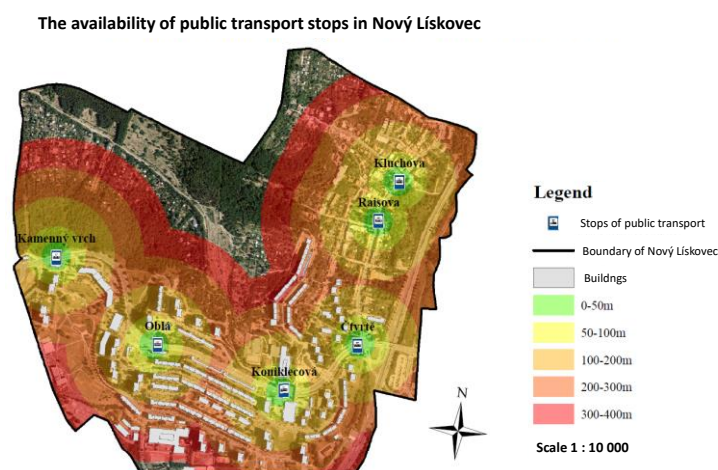 The availability of public transport stops in Nový Lískovec
Kluchova
Raisova
Kamenný vrch
Oblá
Čtvrtě
Koniklecová
Legend
Stops of public transport
Boundary of Nový Lískovec
Buildngs
0-50m
50-100m
100-200m
200-300m
300-400m
N
Scale 1 : 10 000